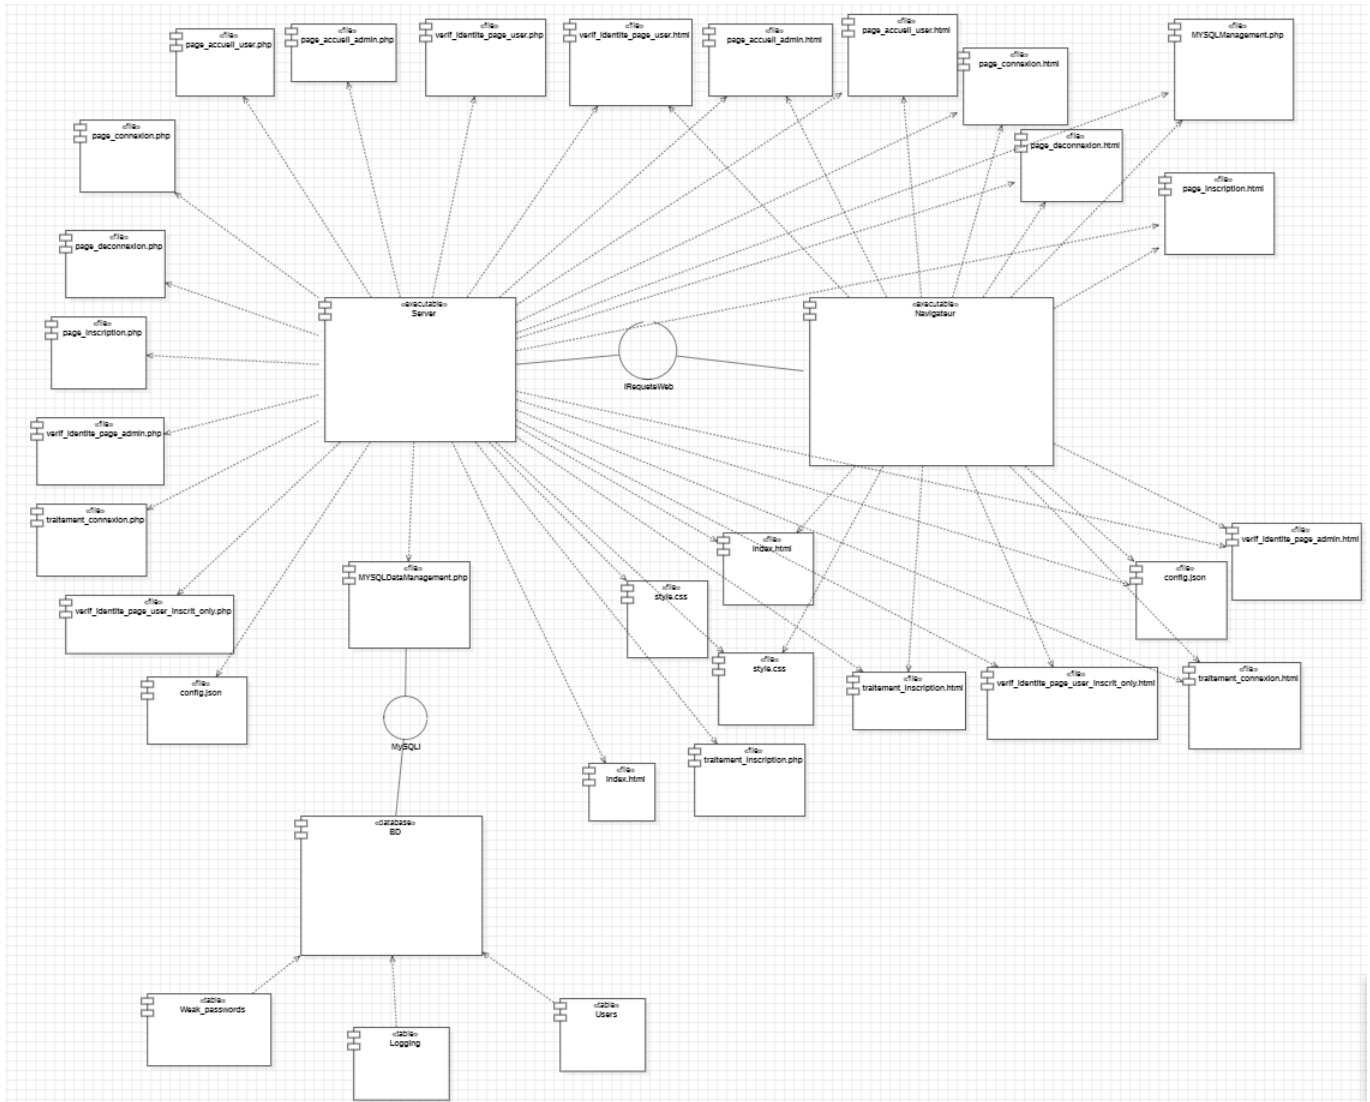 «file»
page_accueil_user.php
«file»
page_accueil_admin.php
«file»
verif_identite_page_user.php
«file»
verif_identite_page_user.html
«file»
page_accueil_admin.html
«file»
page_accueil_user.html
«file»
page_connexion.html
«file»
MYSQLManagement.php
«file»
page_connexion.php
«file»
page_deconnexion.html
«file»
page_inscription.html
«file»
page_deconnexion.php
«executable»
Server
«executable»
Navigateur
«file»
page_inscription.php
IRequeteWeb
«file»
verif_identite_page_admin.php
«file»
traitement_connexion.php
«file»
index.html
«file»
verif_identite_page_admin.html
«file»
MYSQLDataManagement.php
«file»
config.json
«file»
style.css
«file»
verif_identite_page_user_inscrit_only.php
«file»
style.css
«file»
traitement_inscription.html
«file»
verif_identite_page_user_inscrit_only.html
«file»
traitement_connexion.html
«file»
config.json
MySQLi
«file»
traitement_inscription.php
«file»
index.html
«database»
BD
«table»
Weak_passwords
«table»
Logging
«table»
Users